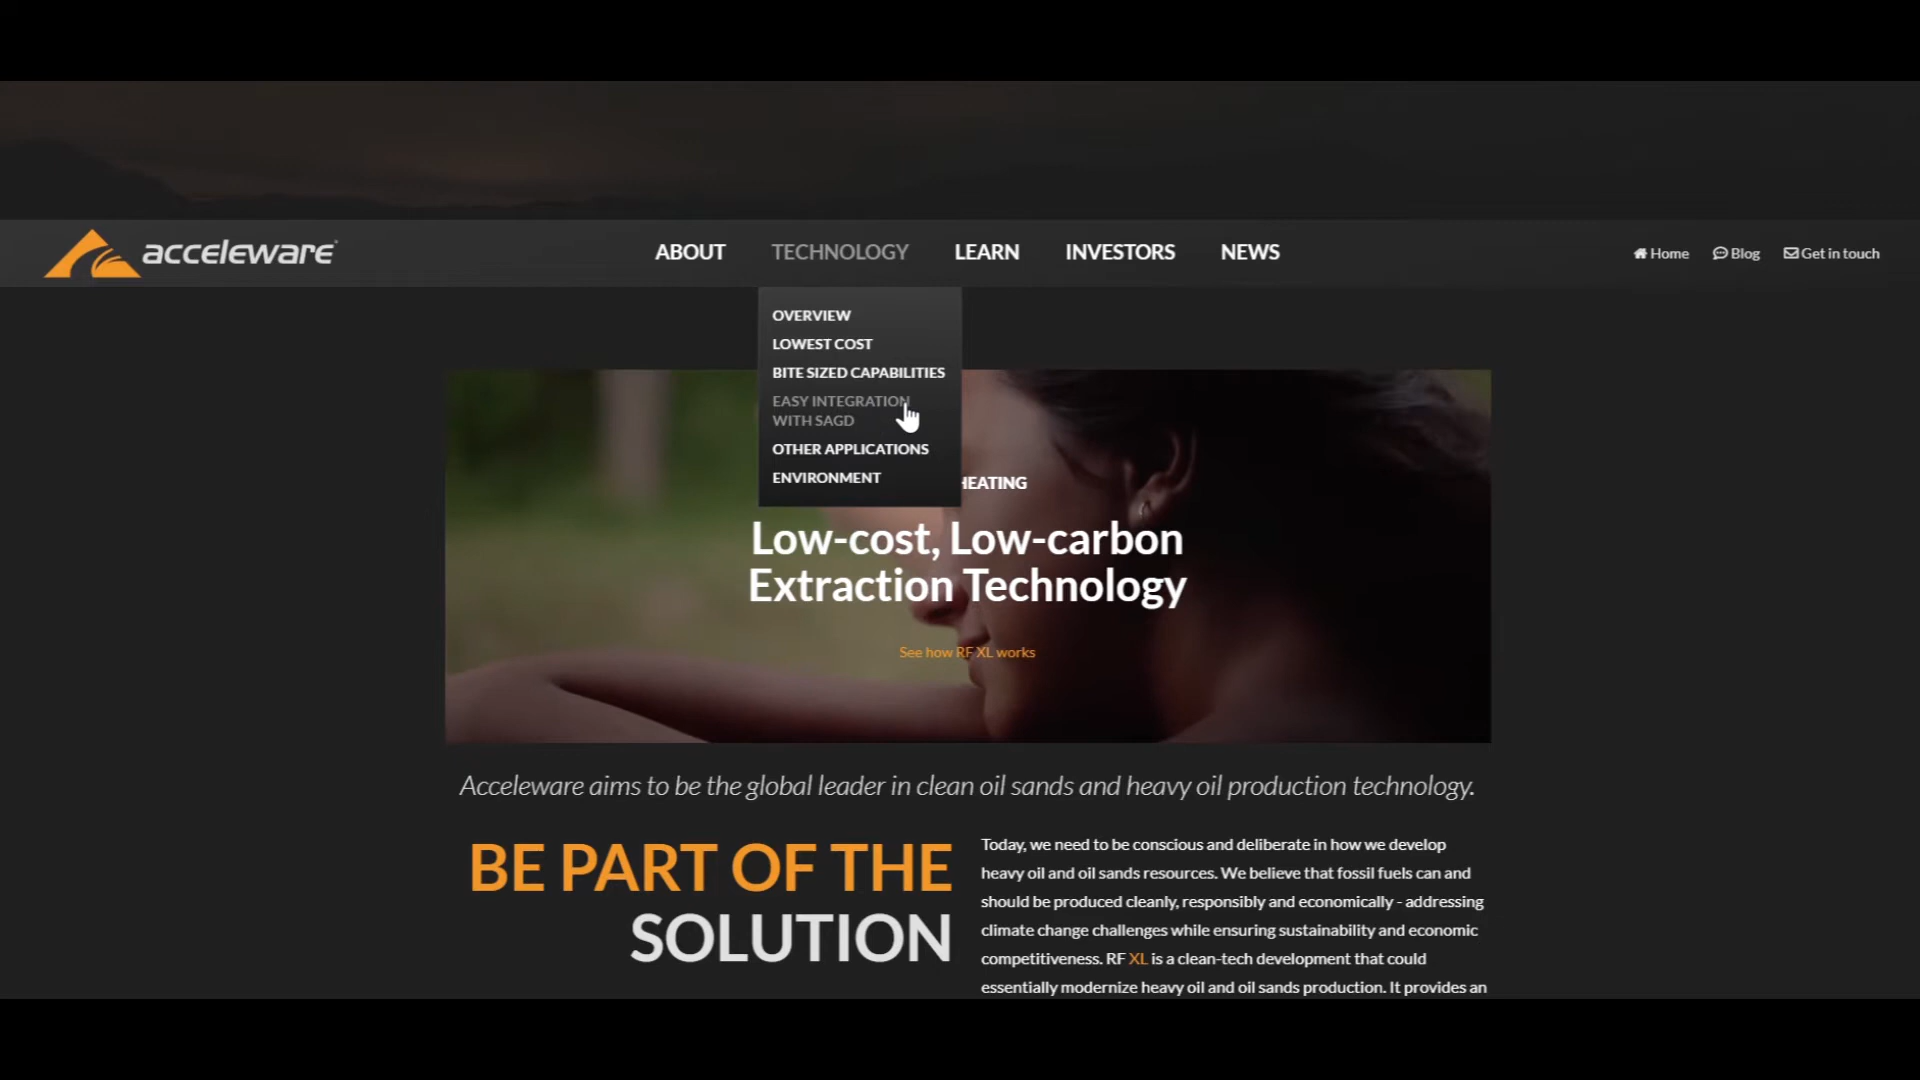 acceleware
ABOUT TECHNOLOGY LEARN INVESTORS NEWS
Home Blog Get in touch
OVERVIEW
LOWEST COST
BITE SIZED CAPABILITIES
EASY INTEGRATION
WITH SAGD
OTHER APPLICATIONS
ENVIRONMENT
HEATING
Low-cost, Low-carbon
Extraction Technology
See how RF XL works
Acceleware aims to be the global leader in clean oil sands and heavy oil production technology.
BE PART OF THE
SOLUTION
Today, we need to be conscious and deliberate in how we develop
heavy oil and oil sands resources. We believe that fossil fuels can and
should be produced cleanly, responsibly and economically - addressing
climate change challenges while ensuring sustainability and economic
competitiveness. RF XL is a clean-tech development that could
essentially modernize heavy oil and oil sands production. It provides an